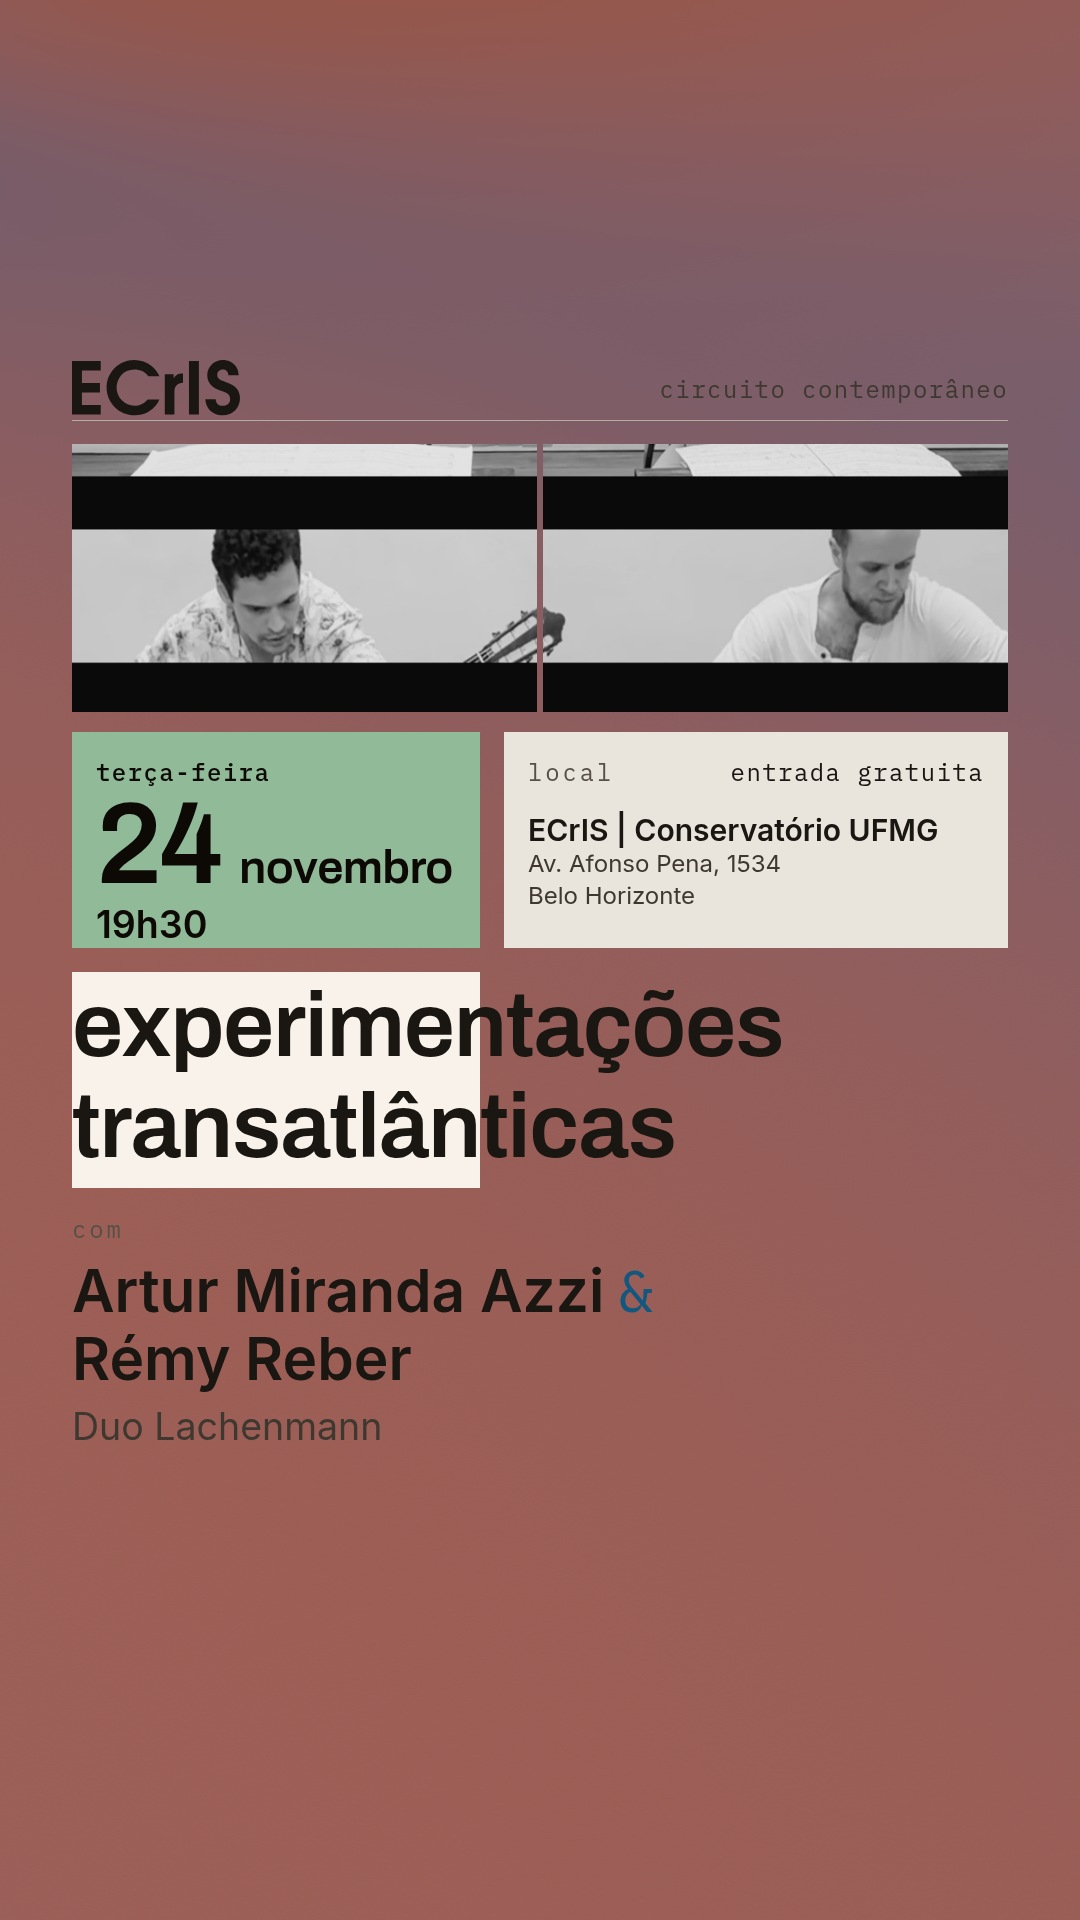 ECrIS
circuito contemporâneo
terça-feira
24 novembro
19h30
local
entrada gratuita
ECrIS | Conservatório UFMG
Av. Afonso Pena, 1534
Belo Horizonte
experimentações
transatlânticas
com
Artur Miranda Azzi &
Rémy Reber
Duo Lachenmann